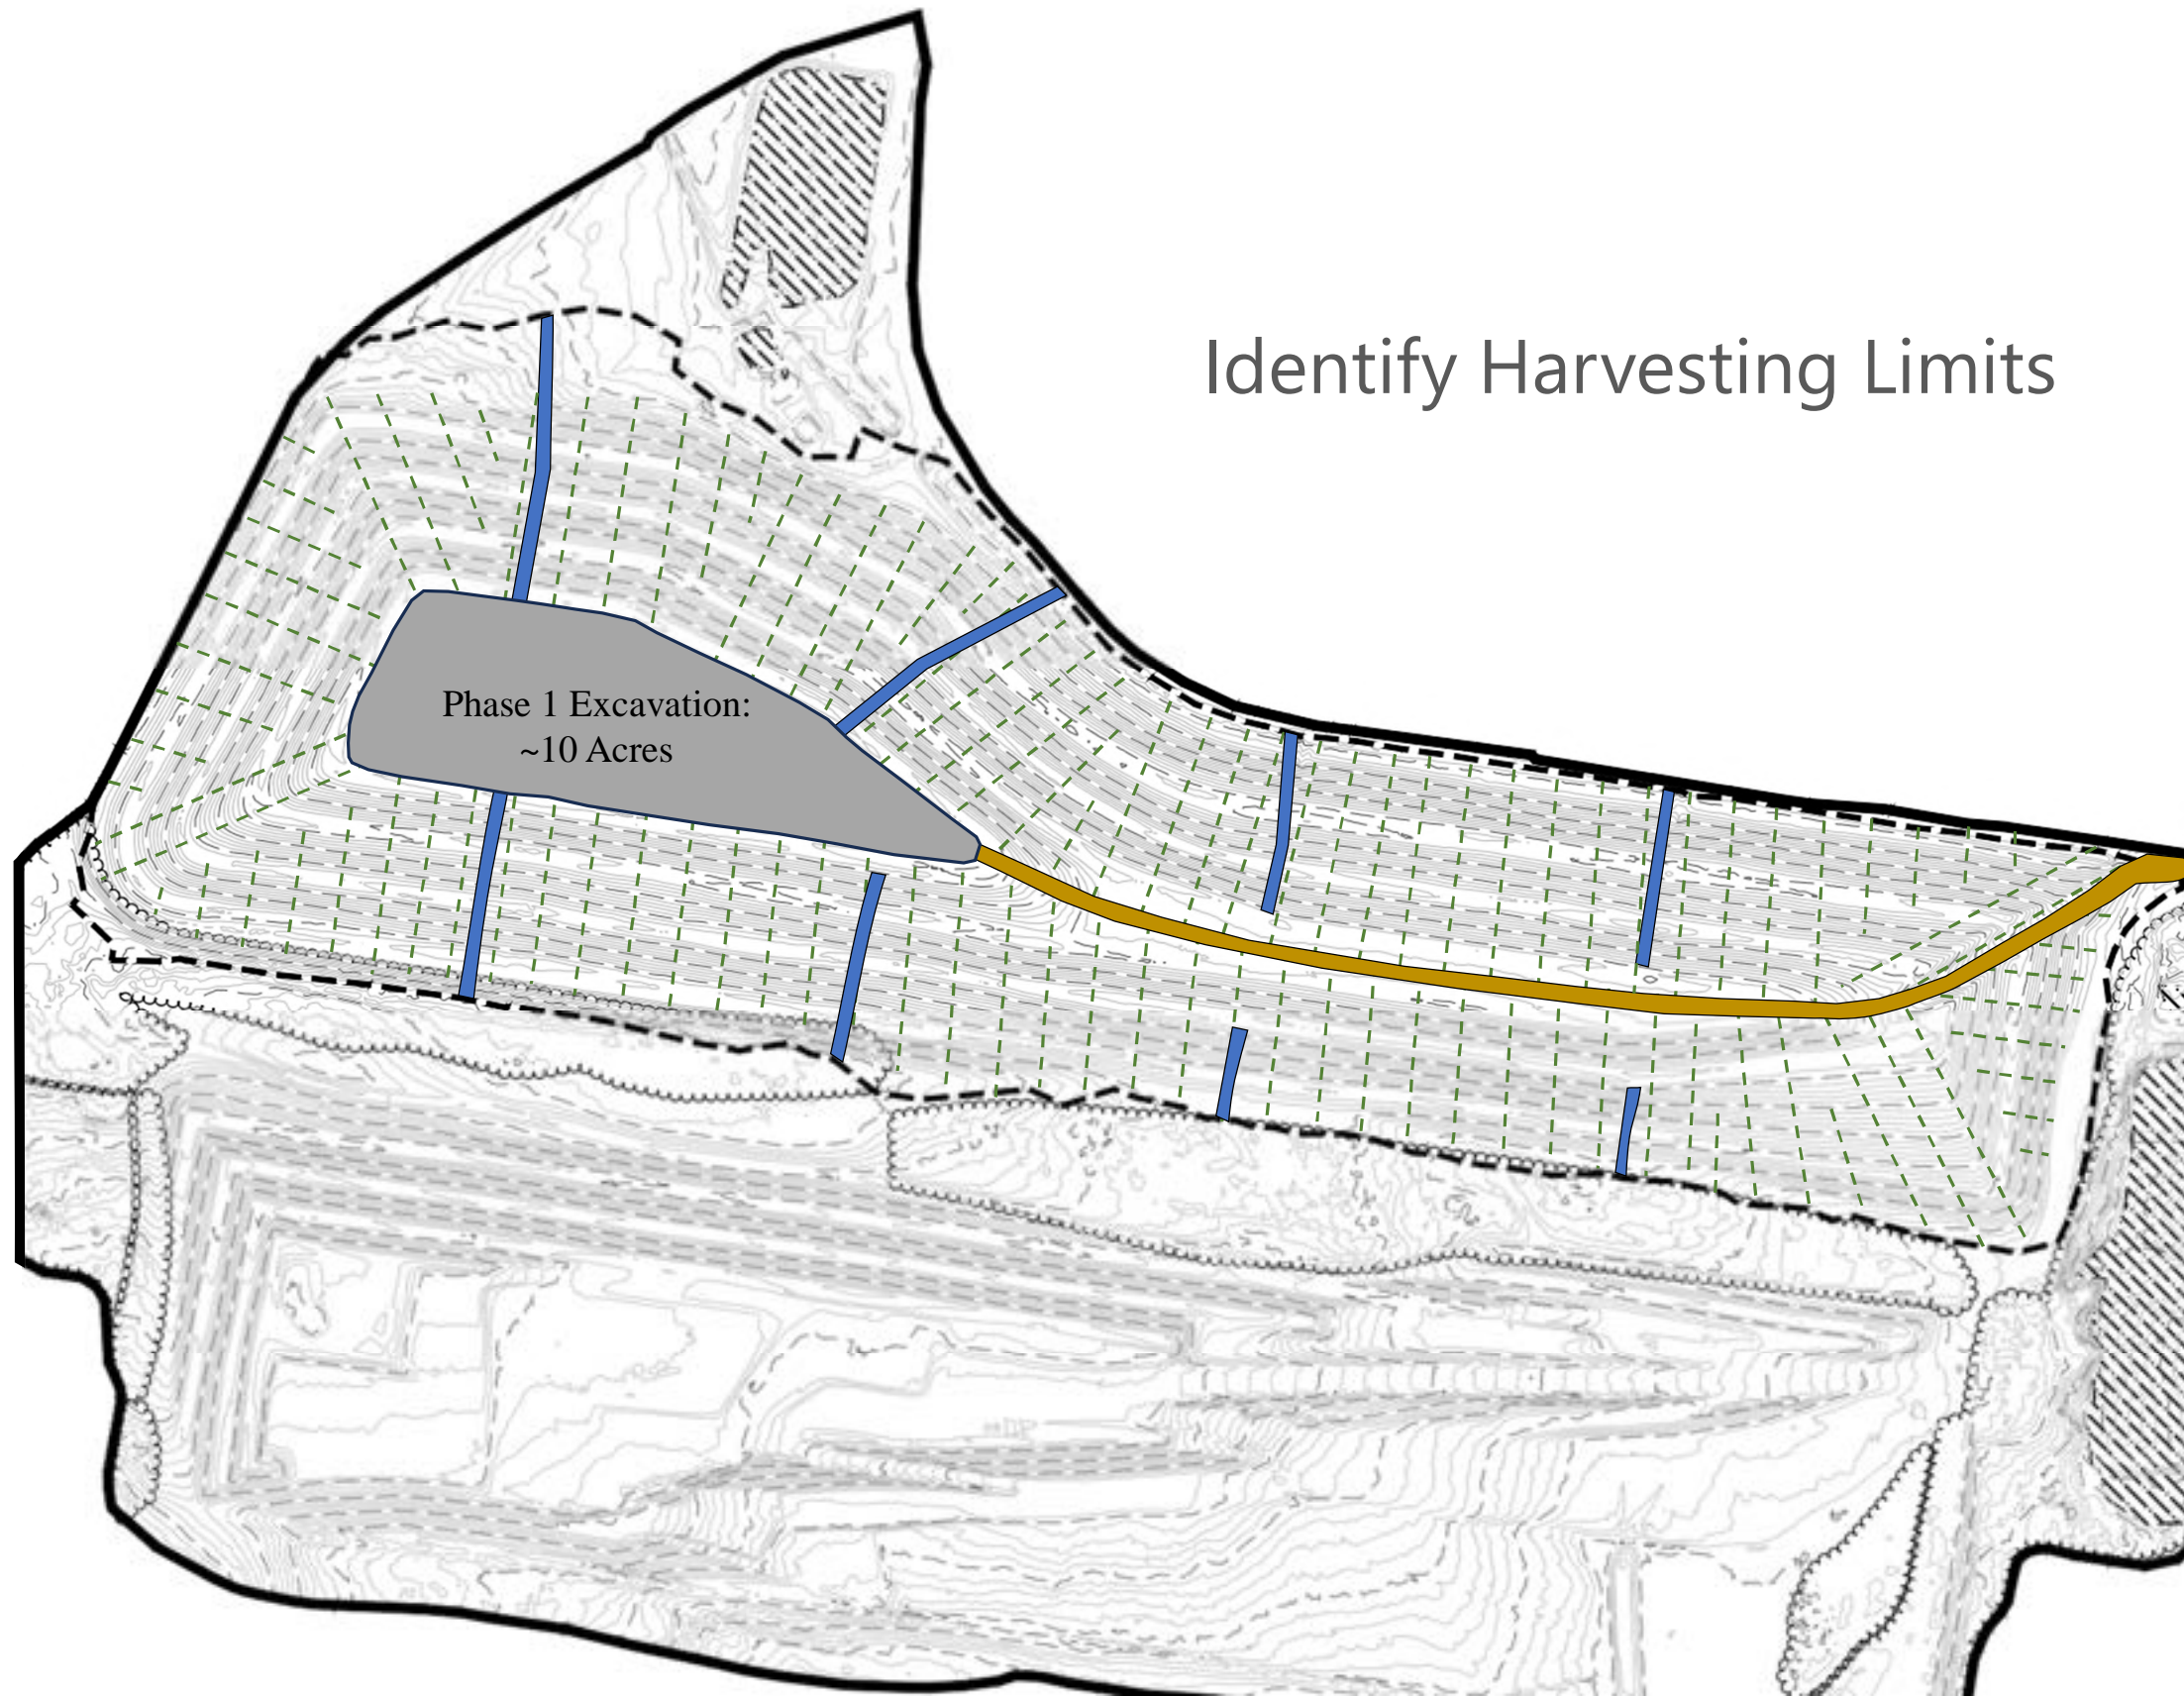 Identify Harvesting Limits
Phase 1 Excavation:
~10 Acres